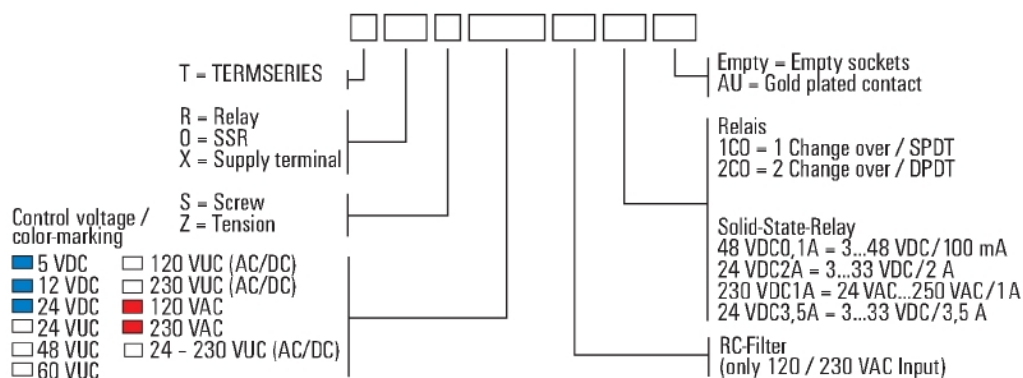 T = TERMSERIES
R = Relay
O = SSR
X = Supply terminal
S = Screw
Z = Tension
Control voltage /
color-marking
5 VDC
12 VDC
24 VDC
24 VUC
48 VUC
60 VUC
120 VUC (AC/DC)
230 VUC (AC/DC)
120 VAC
230 VAC
24 – 230 VUC (AC/DC)
Empty = Empty sockets
AU = Gold plated contact
Relais
1CO = 1 Change over / SPDT
2CO = 2 Change over / DPDT
Solid-State-Relay
48 VDC0,1A = 3...48 VDC/100 mA
24 VDC2A = 3...33 VDC/2 A
230 VDC1A = 24 VAC...250 VAC/1A
24 VDC3,5A = 3...33 VDC/3,5 A
RC-Filter
(only 120 / 230 VAC Input)